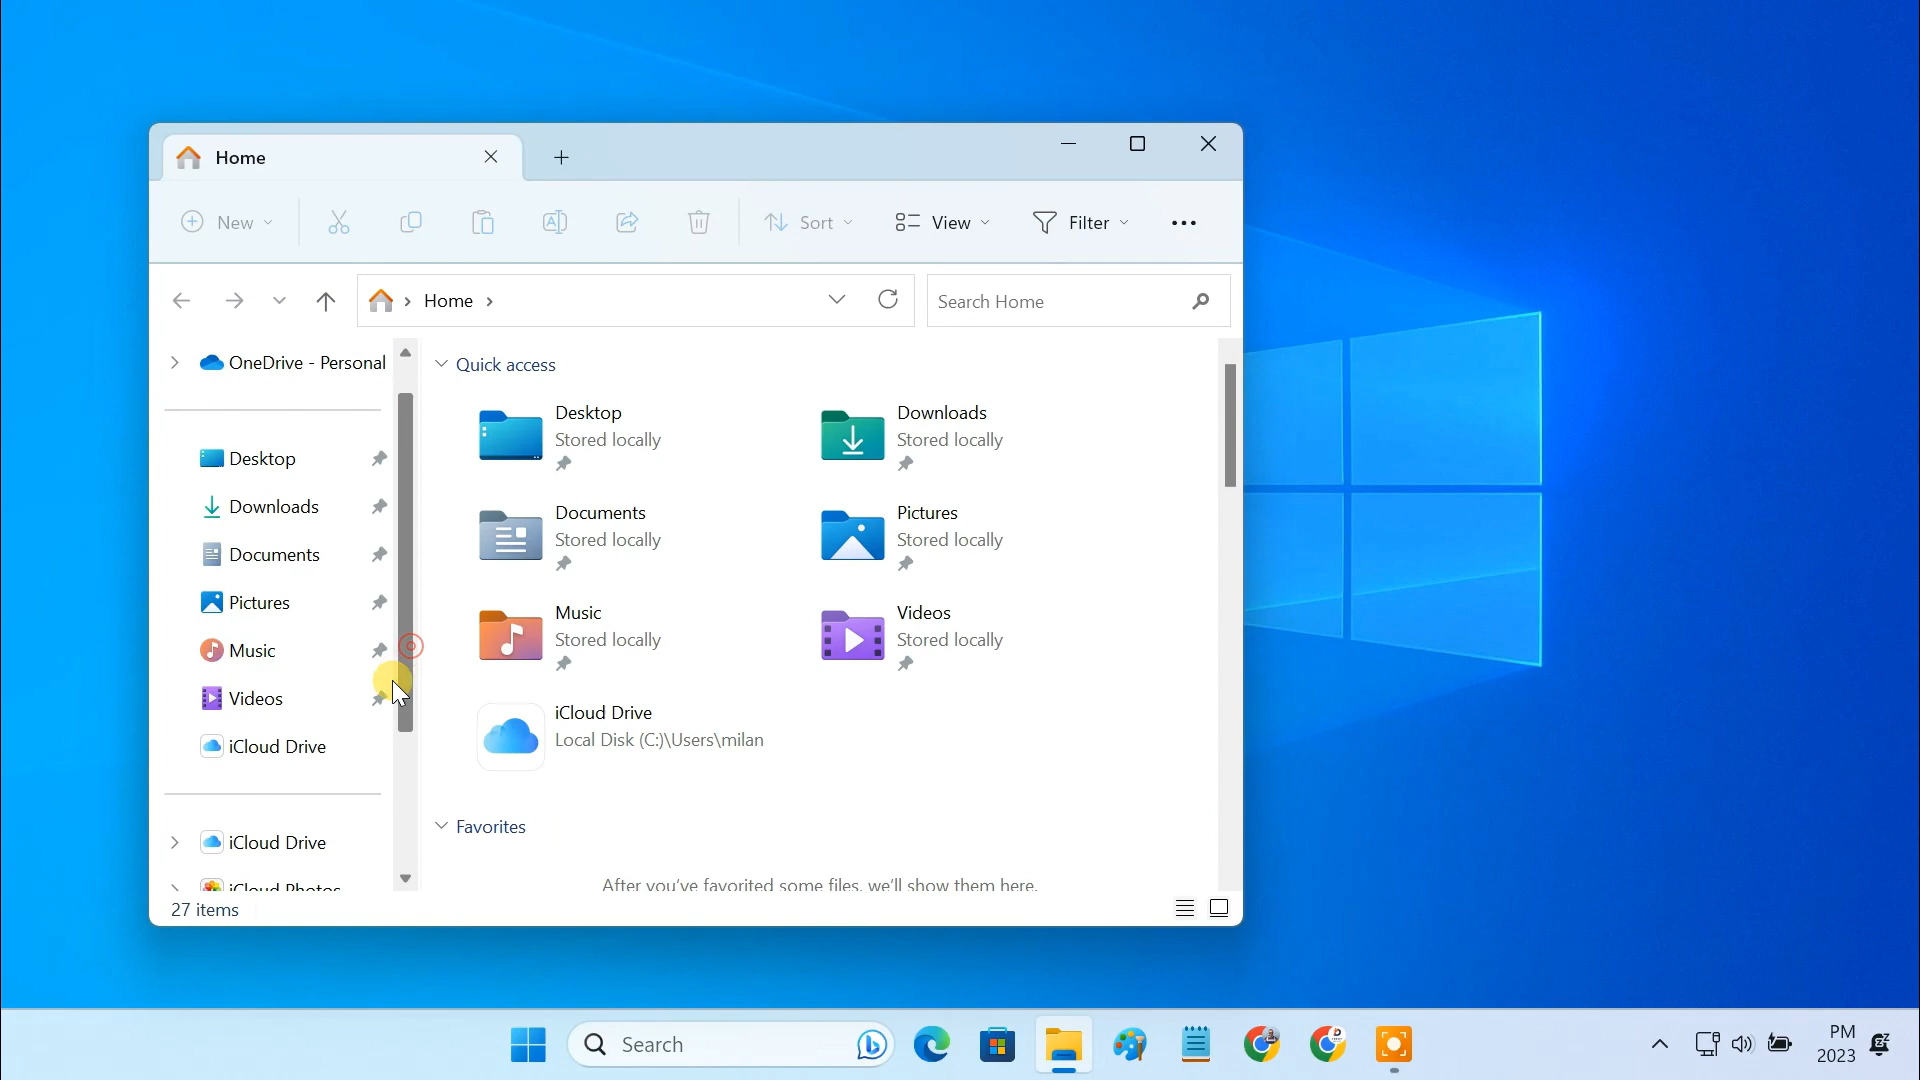 Home
New
Sort
View
Filter
Home
Search Home
OneDrive - Personal
Desktop
Downloads
Documents
Pictures
Music
Videos
iCloud Drive
iCloud Drive
iCloud Photos
Quick access
Desktop
Stored locally
Downloads
Stored locally
Documents
Stored locally
Pictures
Stored locally
Music
Stored locally
Videos
Stored locally
iCloud Drive
Local Disk (C:)\Users\milan
Favorites
After you've favorited some files, we'll show them here.
27 items
Search
PM
2023